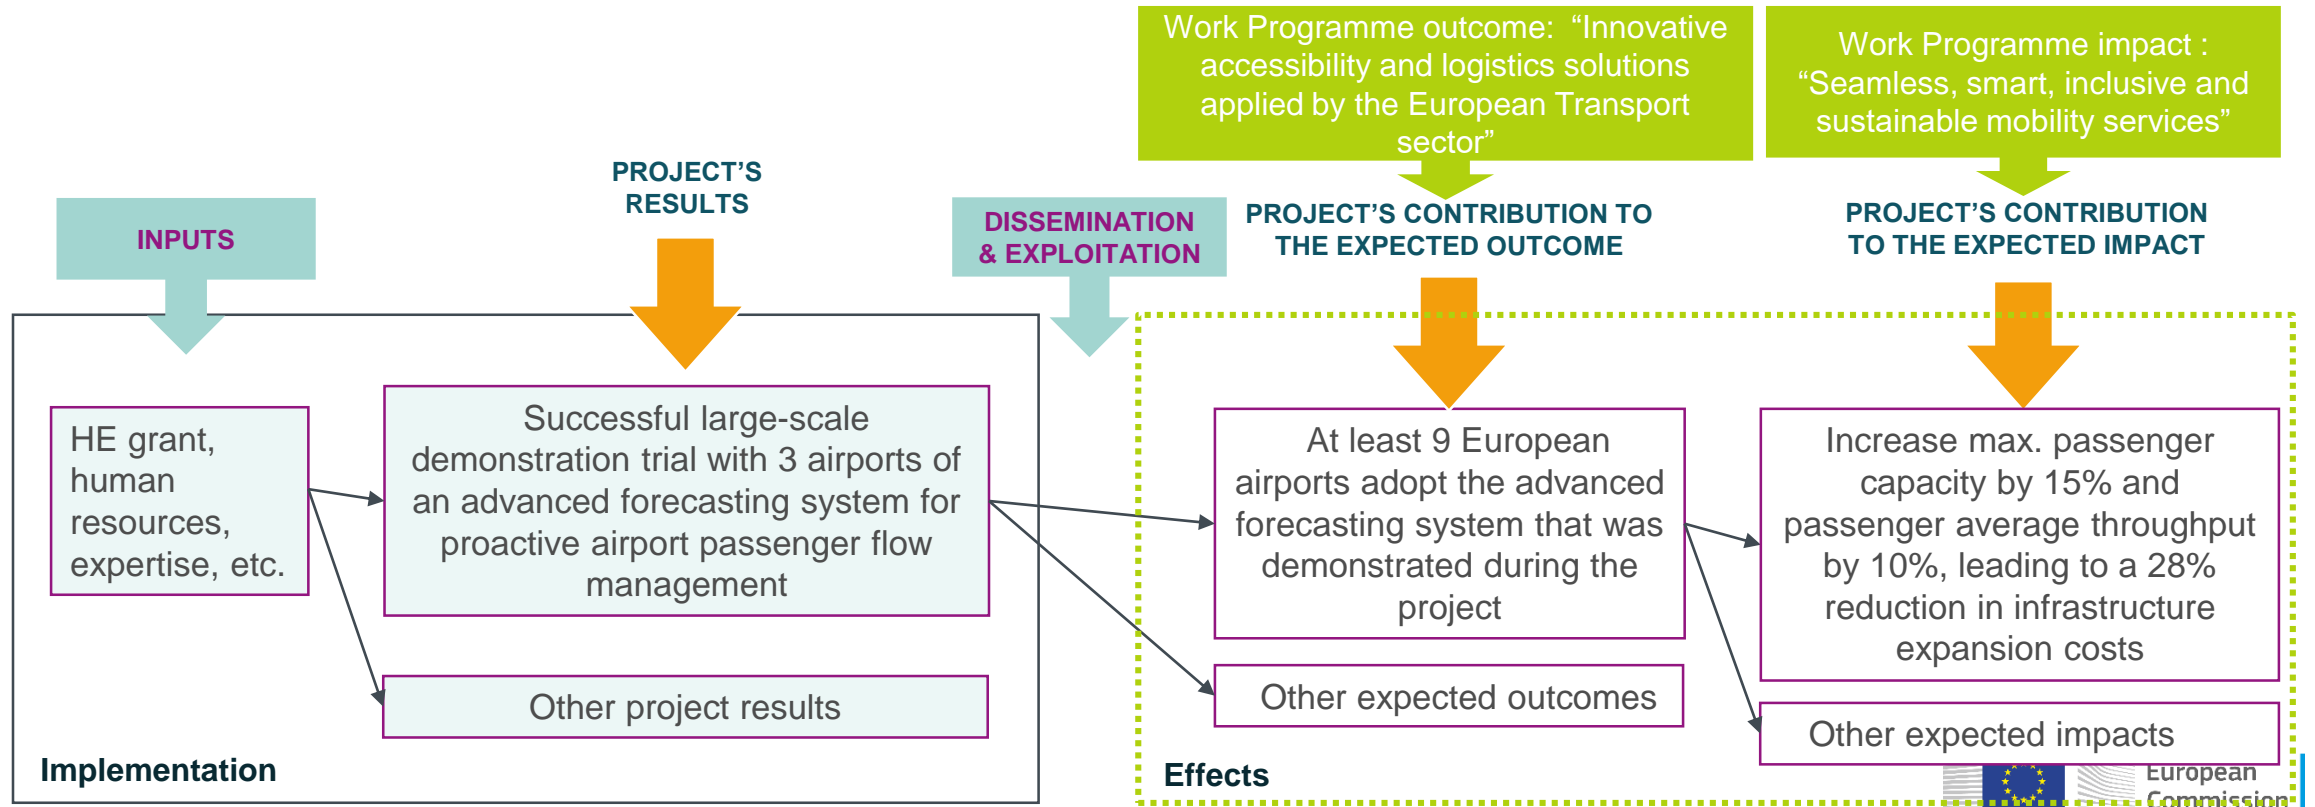 Work Programme outcome: “Innovative
accessibility and logistics solutions
applied by the European Transport
sector”
Work Programme impact :
“Seamless, smart, inclusive and
sustainable mobility services”
INPUTS
PROJECT’S
RESULTS
DISSEMINATION
& EXPLOITATION
PROJECT’S CONTRIBUTION TO
THE EXPECTED OUTCOME
PROJECT’S CONTRIBUTION
TO THE EXPECTED IMPACT
HE grant,
human
resources,
expertise, etc.
Successful large-scale
demonstration trial with 3 airports of
an advanced forecasting system for
proactive airport passenger flow
management
Other project results
Implementation
At least 9 European
airports adopt the advanced
forecasting system that was
demonstrated during the
project
Other expected outcomes
Increase max. passenger
capacity by 15% and
passenger average throughput
by 10%, leading to a 28%
reduction in infrastructure
expansion costs
Other expected impacts
Effects
European
Commission